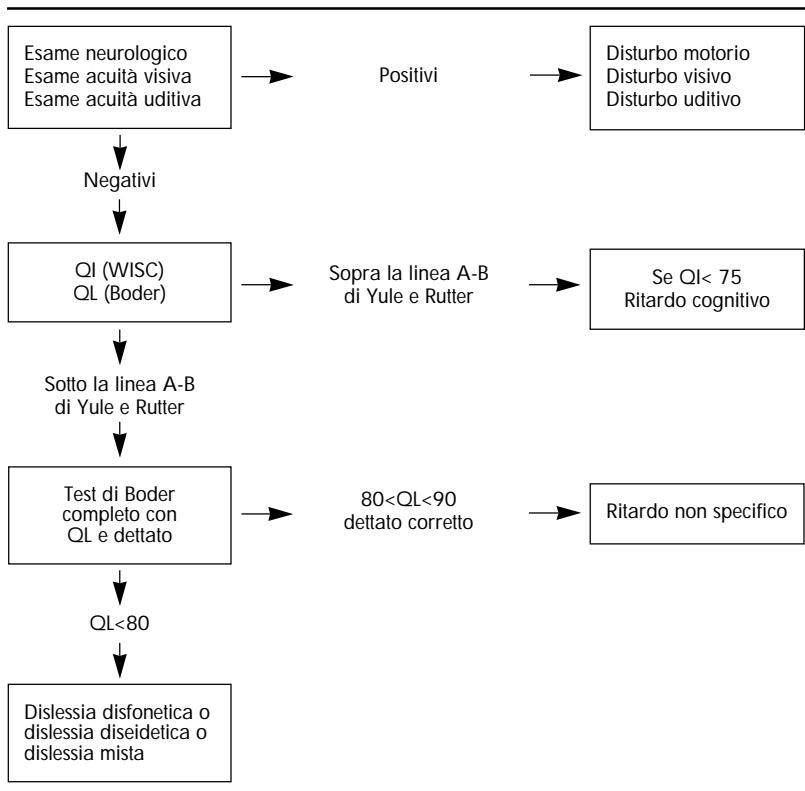 Esame neurologico
Esame acuità visiva
Esame acuità uditiva
Positivi
Disturbo motorio
Disturbo visivo
Disturbo uditivo
Negativi
QI (WISC)
QL (Boder)
Sopra la linea A-B
di Yule e Rutter
Se QI< 75
Ritardo cognitivo
Sotto la linea A-B
di Yule e Rutter
Test di Boder
completo con
QL e dettato
80<QL<90
dettato corretto
Ritardo non specifico
QL<80
Dislessia disfonetica o
dislessia diseidetica o
dislessia mista